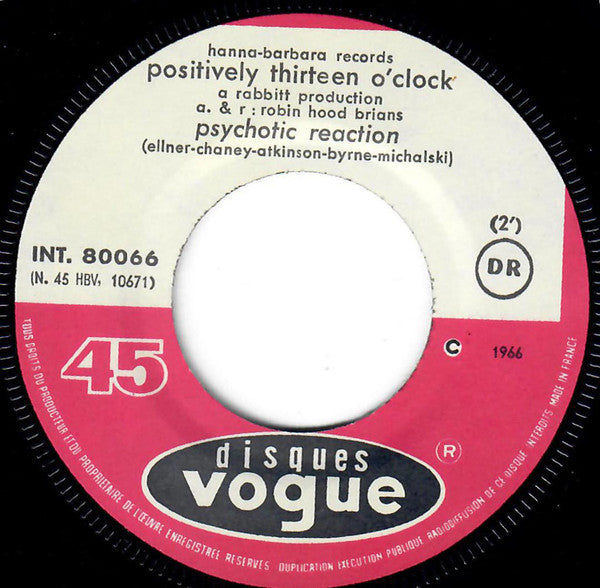 hanna-barbara records
positively thirteen o'clock
a rabbitt production
a. & r : robin hood brians
psychotic reaction
(ellner-chaney-atkinson-byrne-michalski)
(2')
INT. 80066
DR
(N. 45 HBV, 10671)
45
C 1966
disques
vogue
R
TOUS DROITS DU PRODUCTEUR ET DU PROPRIETAIRE DE L'ŒUVRE ENREGISTREE RESERVES DUPLICATION EXECUTION PUBLIQUE RADIODIFFUSION DE CE DISQUE INTERDITS MADE IN FRANCE